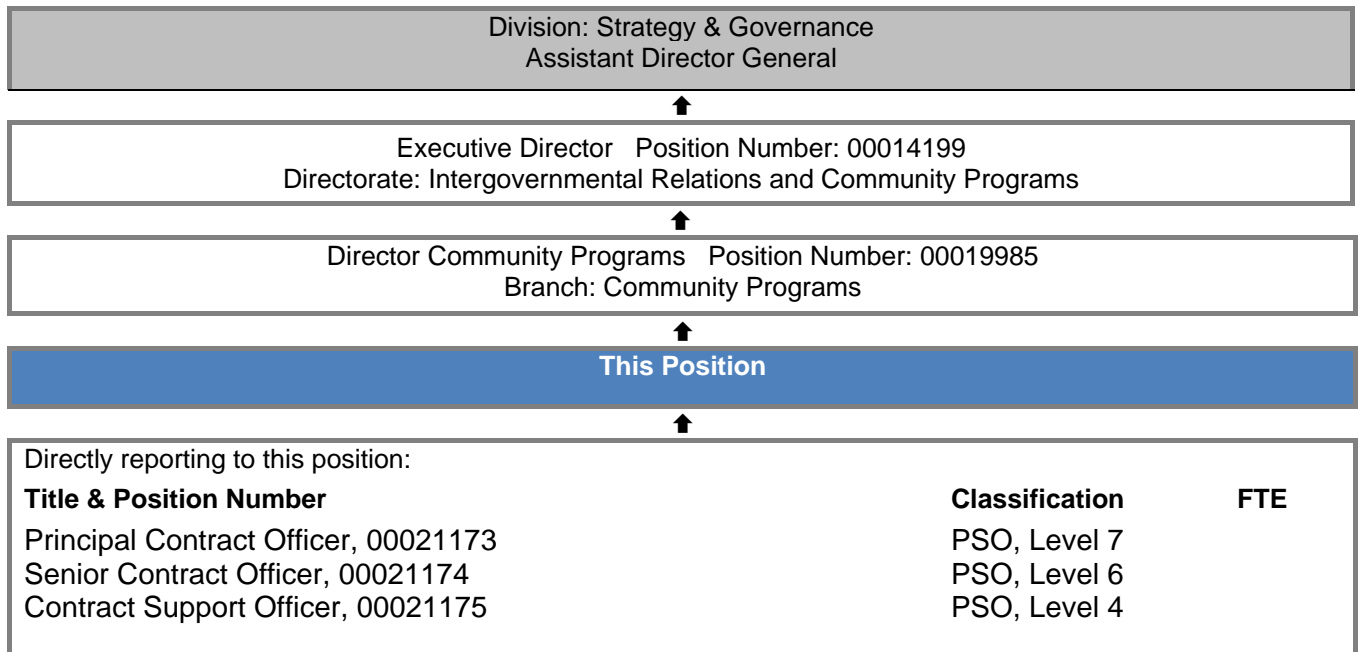 Division: Strategy & Governance
Assistant Director General
Executive Director Position Number: 00014199
Directorate: Intergovernmental Relations and Community Programs
Director Community Programs Position Number: 00019985
Branch: Community Programs
This Position
Directly reporting to this position:
Title & Position Number Classification FTE
Principal Contract Officer, 00021173 PSO, Level 7
Senior Contract Officer, 00021174 PSO, Level 6
Contract Support Officer, 00021175 PSO, Level 4